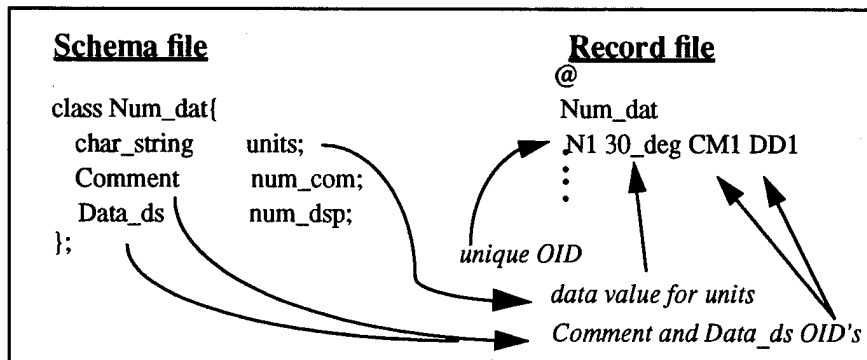 Schema file
class Num_dat{
char_string units;
Comment num_com;
Data_ds num_dsp;
};
Record file
@
Num_dat
N1 30_deg CM1 DD1
unique OID
data value for units
Comment and Data_ds OID's